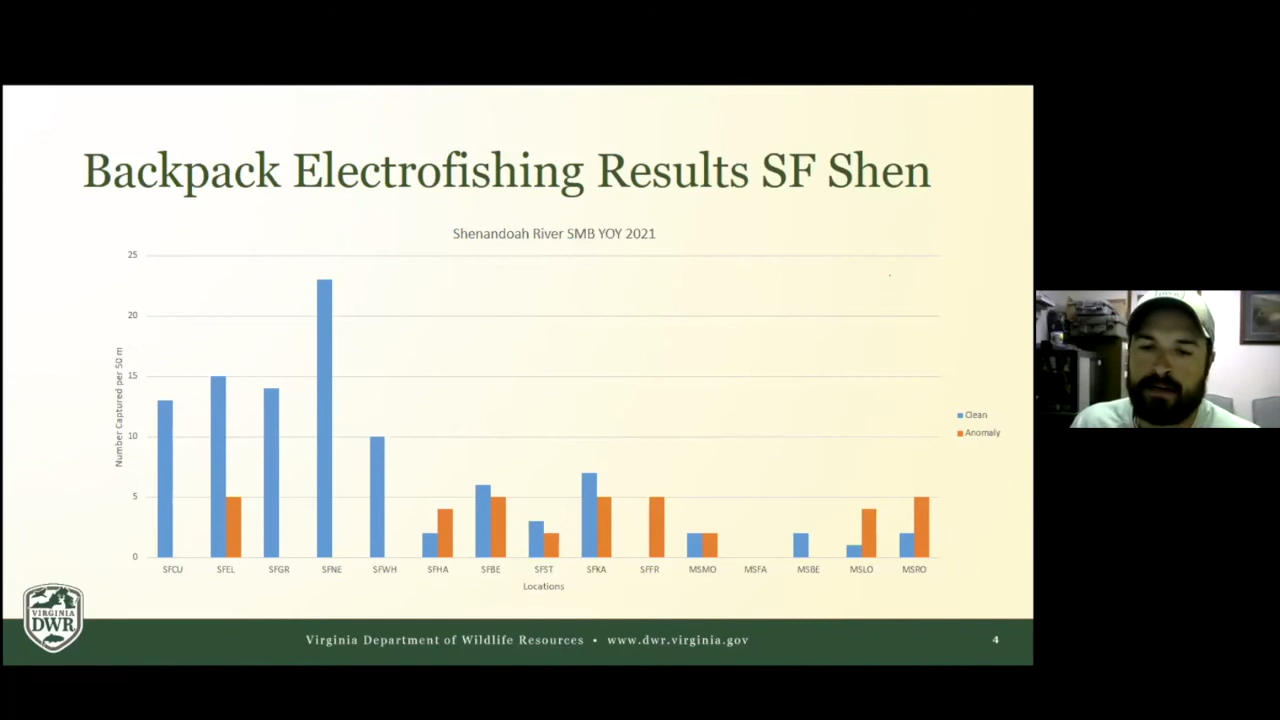 Backpack Electrofishing Results SF Shen
Shenandoah River SMB YOY 2021
25
20
15
10
5
0
Number Captured per 50 m
SFCU SFEL SFGR SFNE SFWH SFHA SFBE SFST SFKA SFFR MSMO MSFA MSBE MSLO MSRO
Locations
Clean
Anomaly
VIRGINIA
DWR
Virginia Department of Wildlife Resources • www.dwr.virginia.gov
4